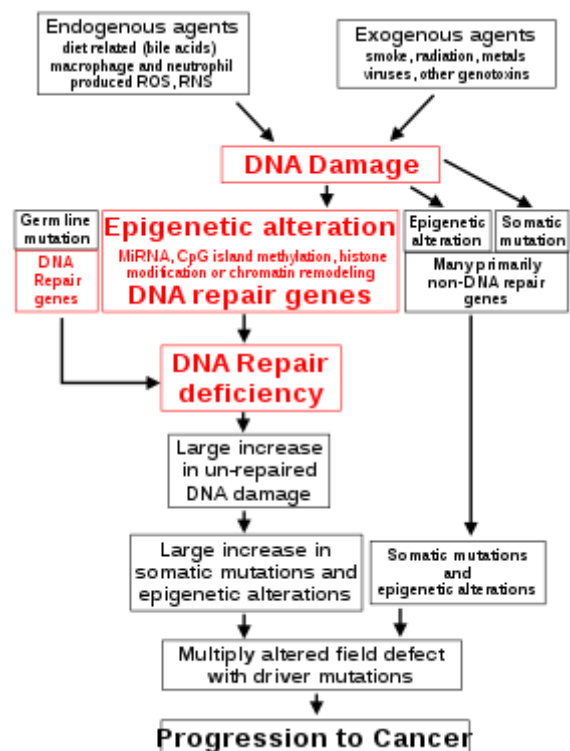 Endogenous agents
diet related (bile acids)
macrophage and neutrophil
produced ROS, RNS
Exogenous agents
smoke, radiation, metals
viruses, other genotoxins
DNA Damage
Germ line
mutation
DNA
Repair
genes
Epigenetic alteration
MiRNA, CpG island methylation, histone
modification or chromatin remodeling
DNA repair genes
Epigenetic
alteration
Somatic
mutation
Many primarily
non-DNA repair
genes
DNA Repair
deficiency
Large increase
in un-repaired
DNA damage
Large increase in
somatic mutations and
epigenetic alterations
Somatic mutations
and
epigenetic alterations
Multiply altered field defect
with driver mutations
Progression to Cancer